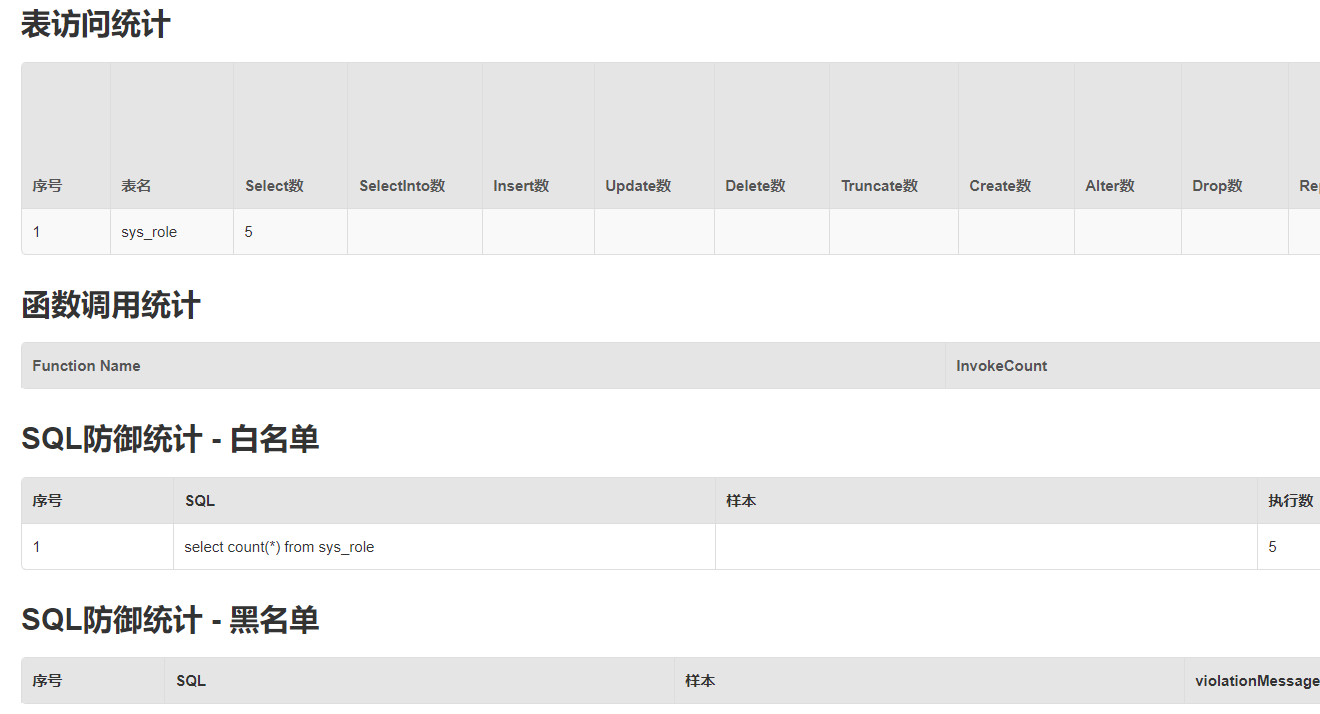 表访问统计
序号 表名 Select数 SelectInto数 Insert数 Update数 Delete数 Truncate数 Create数 Alter数 Drop数
1 sys_role 5
函数调用统计
Function Name InvokeCount
SQL防御统计 - 白名单
序号 SQL 样本 执行数
1 select count(*) from sys_role 5
SQL防御统计 - 黑名单
序号 SQL 样本 violationMessage